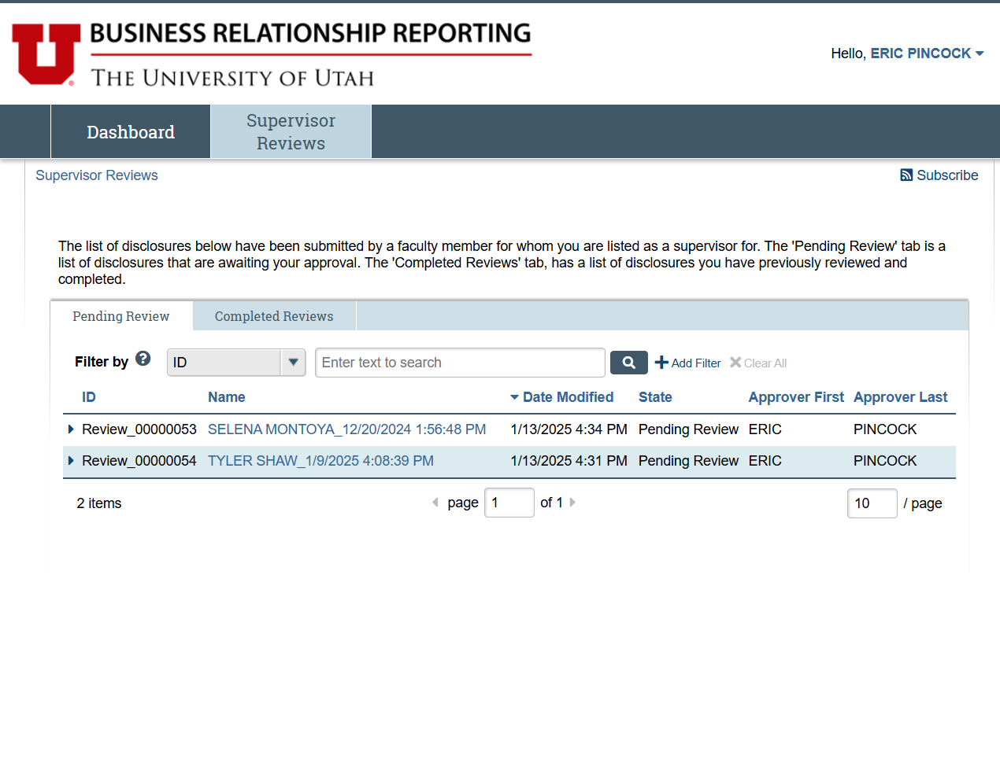 BUSINESS RELATIONSHIP REPORTING
THE UNIVERSITY OF UTAH
Hello, ERIC PINCOCK
Dashboard
Supervisor
Reviews
Supervisor Reviews
Subscribe
The list of disclosures below have been submitted by a faculty member for whom you are listed as a supervisor for. The 'Pending Review' tab is a
list of disclosures that are awaiting your approval. The 'Completed Reviews' tab, has a list of disclosures you have previously reviewed and
completed.
Pending Review
Completed Reviews
Filter by ? ID Enter text to search Add Filter Clear All
ID Name Date Modified State Approver First Approver Last
Review_00000053 SELENA MONTOYA_12/20/2024 1:56:48 PM 1/13/2025 4:34 PM Pending Review ERIC PINCOCK
Review_00000054 TYLER SHAW_1/9/2025 4:08:39 PM 1/13/2025 4:31 PM Pending Review ERIC PINCOCK
2 items page 1 of 1 10 / page